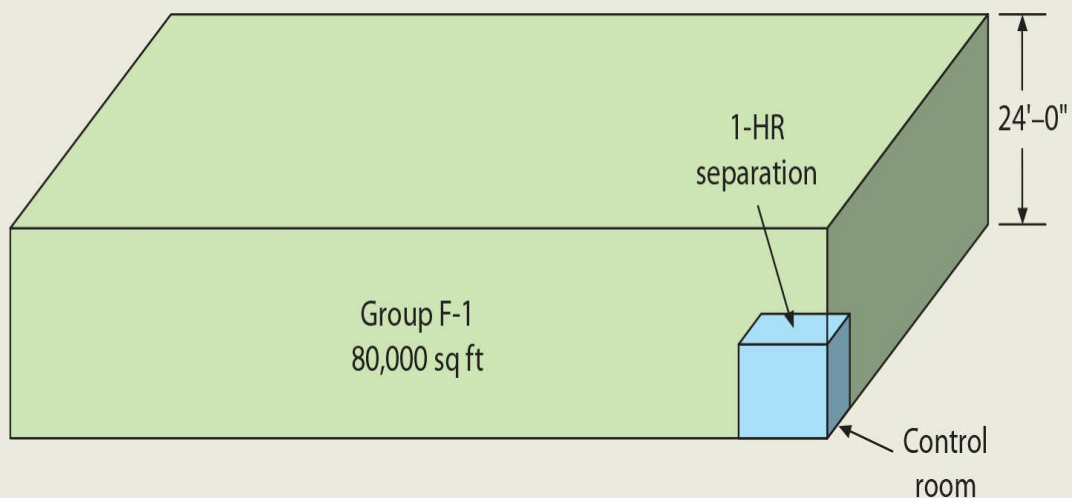 24'–0"
1-HR
separation
Group F-1
80,000 sq ft
Control
room